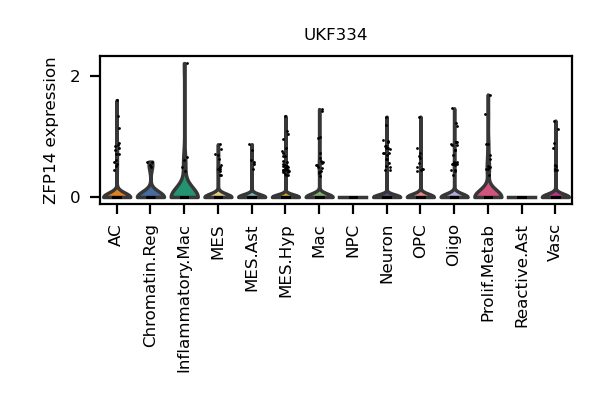 UKF334
ZFP14 expression
2
0
AC
Chromatin.Reg
Inflammatory.Mac
MES
MES.Ast
MES.Hyp
Mac
NPC
Neuron
OPC
Oligo
Prolif.Metab
Reactive.Ast
Vasc